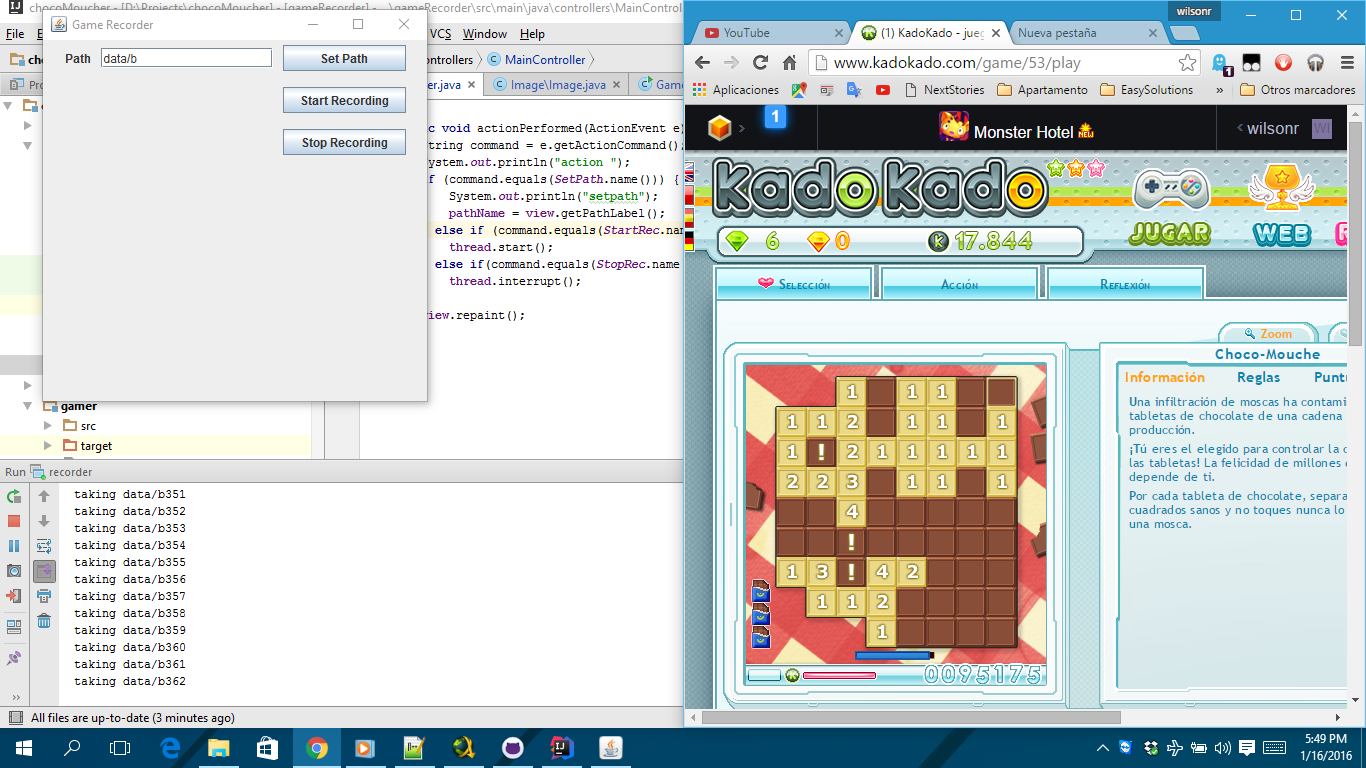 chocoMoucher - [D:\Projects\chocoMoucher] - [gameRecorder] - ...\gameRecorder\src\main\java\controllers\MainControl
Game Recorder
File
VCS Window Help
Path data/b Set Path
Start Recording
Stop Recording
controllers MainController
Image\Image.java
void actionPerformed(ActionEvent e)
String command = e.getActionCommand();
System.out.println("action ");
(command.equals(SetPath.name())) {
System.out.println("setpath");
pathName = view.getPathLabel();
else if (command.equals(StartRec.na
thread.start();
else if(command.equals(StopRec.name
thread.interrupt();
view.repaint();
gamer
src
target
Run recorder
taking data/b351
taking data/b352
taking data/b353
taking data/b354
taking data/b355
taking data/b356
taking data/b357
taking data/b358
taking data/b359
taking data/b360
taking data/b361
taking data/b362
All files are up-to-date (3 minutes ago)
wilsonr
YouTube (1) KadoKado - jueg Nueva pestaña
www.kadokado.com/game/53/play
1
Aplicaciones NextStories Apartamento EasySolutions » Otros marcadores
1 Monster Hotel NEW wilsonr WI
KadoKado
6 0 K 17.844
JUGAR WEB
Selección Acción Reflexión
Zoom
Choco-Mouche
Información Reglas Puntu
Una infiltración de moscas ha contami
tabletas de chocolate de una cadena
producción.
¡Tú eres el elegido para controlar la c
las tabletas! La felicidad de millones
depende de ti.
Por cada tableta de chocolate, separa
cuadrados sanos y no toques nunca lo
una mosca.
1 1 1
1 1 2 1 1 1
1 ! 2 1 1 1 1 1
2 2 3 1 1 1
4
!
1 3 ! 4 2
1 1 2
1
0095175
5:49 PM
1/16/2016